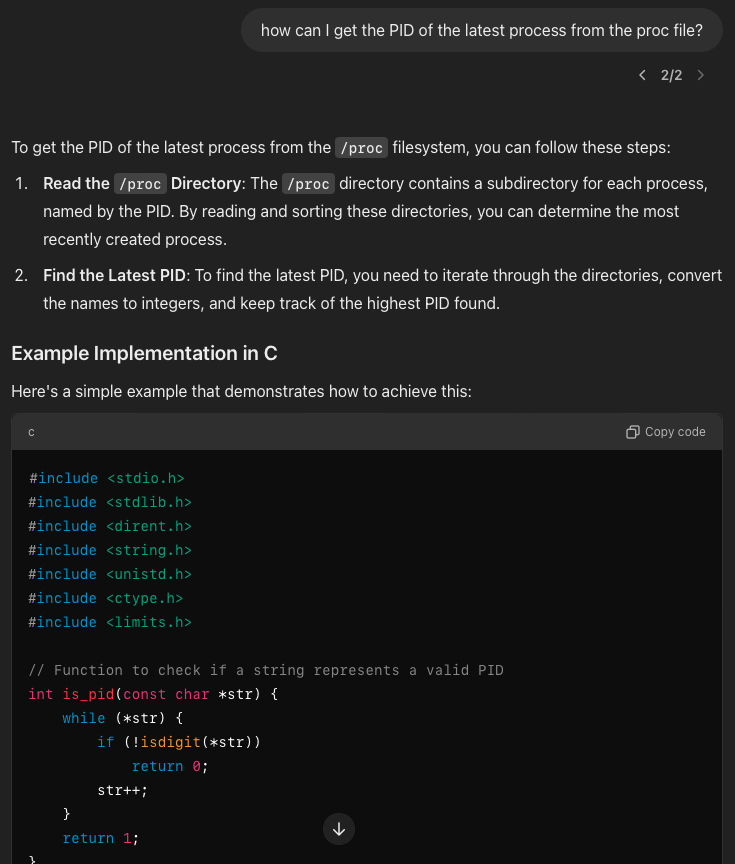 how can I get the PID of the latest process from the proc file?
2/2
To get the PID of the latest process from the /proc filesystem, you can follow these steps:
1. Read the /proc Directory: The /proc directory contains a subdirectory for each process,
named by the PID. By reading and sorting these directories, you can determine the most
recently created process.
2. Find the Latest PID: To find the latest PID, you need to iterate through the directories, convert
the names to integers, and keep track of the highest PID found.
Example Implementation in C
Here's a simple example that demonstrates how to achieve this:
c Copy code
#include <stdio.h>
#include <stdlib.h>
#include <dirent.h>
#include <string.h>
#include <unistd.h>
#include <ctype.h>
#include <limits.h>
// Function to check if a string represents a valid PID
int is_pid(const char *str) {
    while (*str) {
        if (!isdigit(*str))
            return 0;
        str++;
    }
    return 1;
}